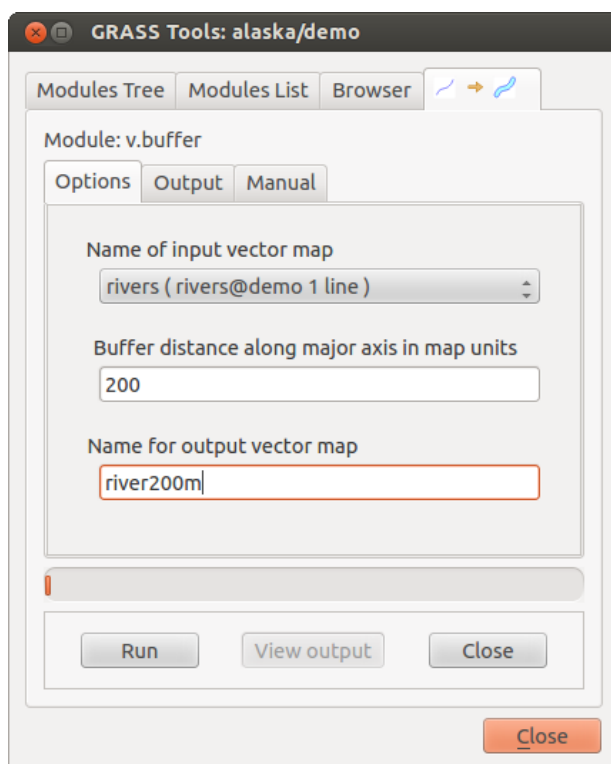 GRASS Tools: alaska/demo
Modules Tree Modules List Browser
Module: v.buffer
Options Output Manual
Name of input vector map
rivers ( rivers@demo 1 line )
Buffer distance along major axis in map units
200
Name for output vector map
river200m
Run View output Close
Close